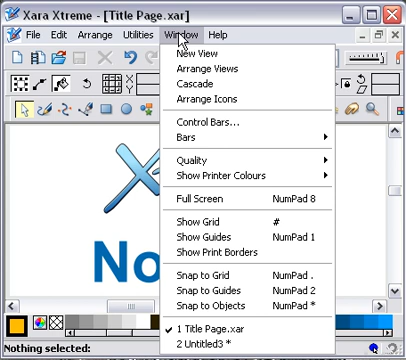 Xara Xtreme - [Title Page.xar]
File Edit Arrange Utilities Window Help
New View
Arrange Views
Cascade
Arrange Icons
Control Bars...
Bars
Quality
Show Printer Colours
Full Screen NumPad 8
Show Grid #
Show Guides NumPad 1
Show Print Borders
Snap to Grid NumPad .
Snap to Guides NumPad 2
Snap to Objects NumPad *
1 Title Page.xar
2 Untitled3 *
No
Nothing selected: